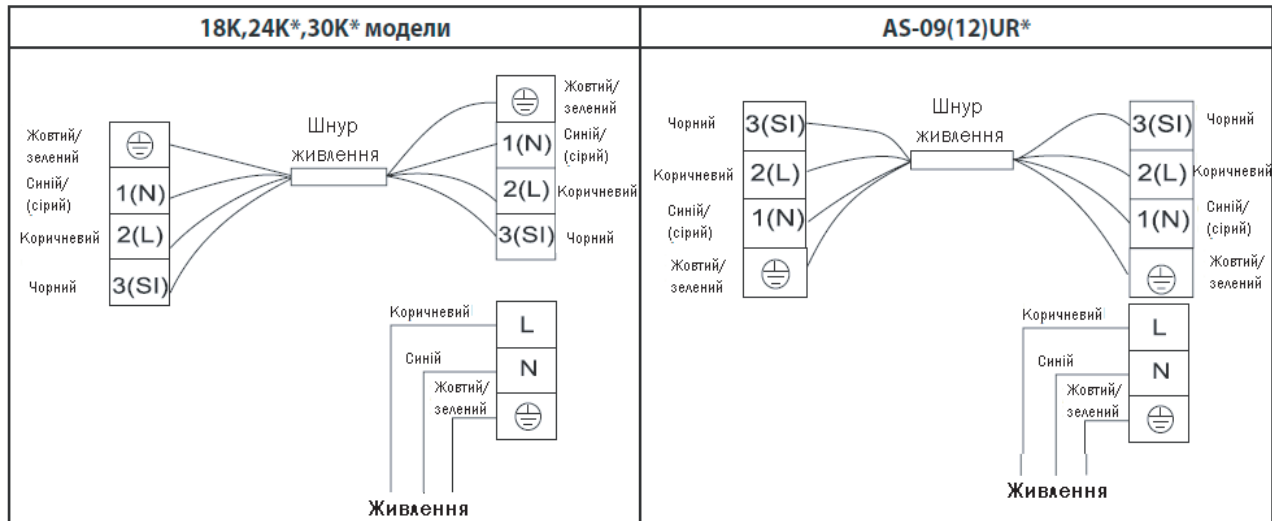 18K,24K*,30K* модели
AS-09(12)UR*
Жовтий/
зелений
Синій/
(сірий)
1(N)
Коричневий
2(L)
Чорний
3(SI)
Шнур
живлення
Жовтий/
зелений
1(N)
Синій/
(сірий)
2(L)
Коричневий
3(SI)
Чорний
Коричневий
L
Синій
N
Жовтий/
зелений
Живлення
Чорний
3(SI)
Коричневий
2(L)
Синій/
(сірий)
1(N)
Жовтий/
зелений
Шнур
живлення
3(SI)
Чорний
2(L)
Коричневий
1(N)
Синій/
(сірий)
Жовтий/
зелений
Коричневий
L
Синій
N
Жовтий/
зелений
Живлення